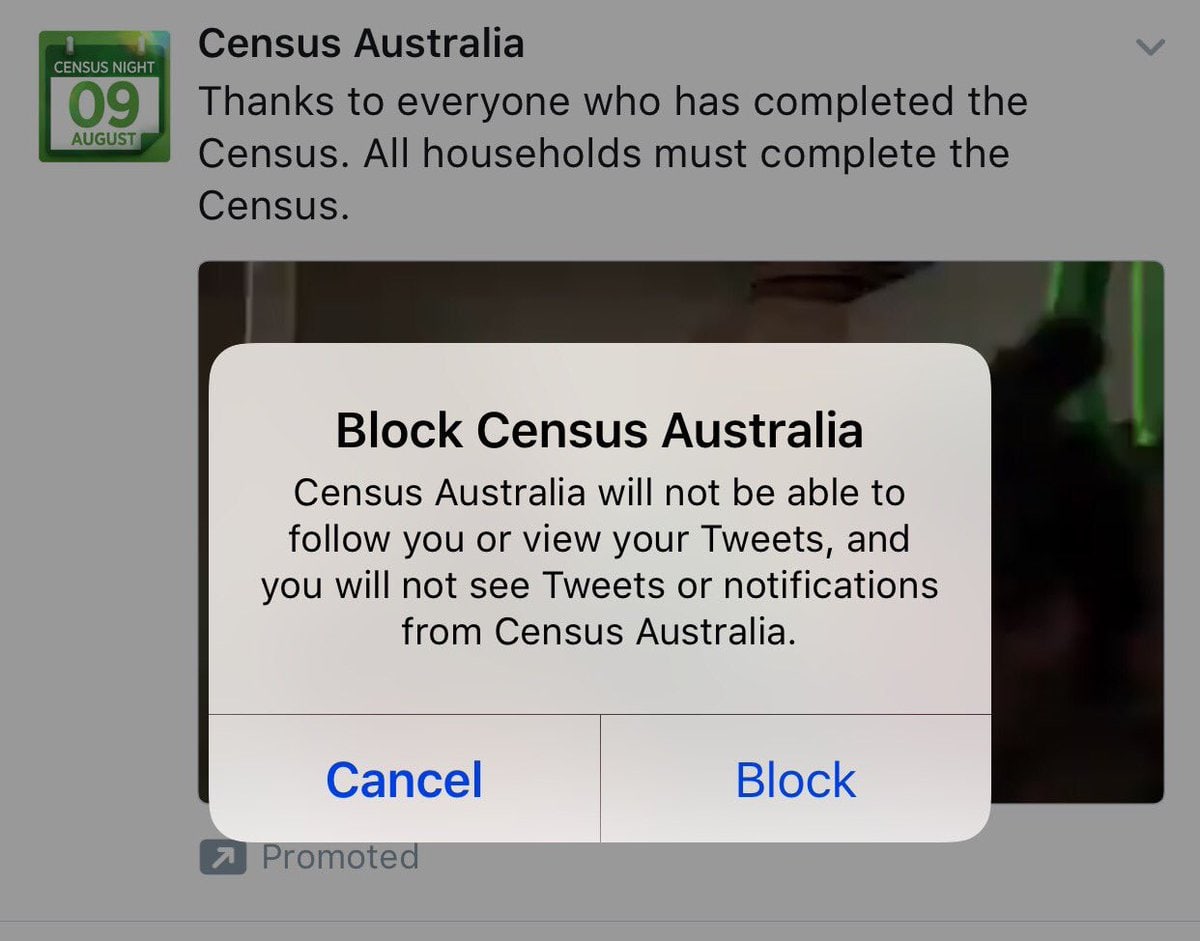 Census Australia
CENSUS NIGHT
09
AUGUST
Thanks to everyone who has completed the
Census. All households must complete the
Census.
Block Census Australia
Census Australia will not be able to
follow you or view your Tweets, and
you will not see Tweets or notifications
from Census Australia.
Cancel
Block
Promoted